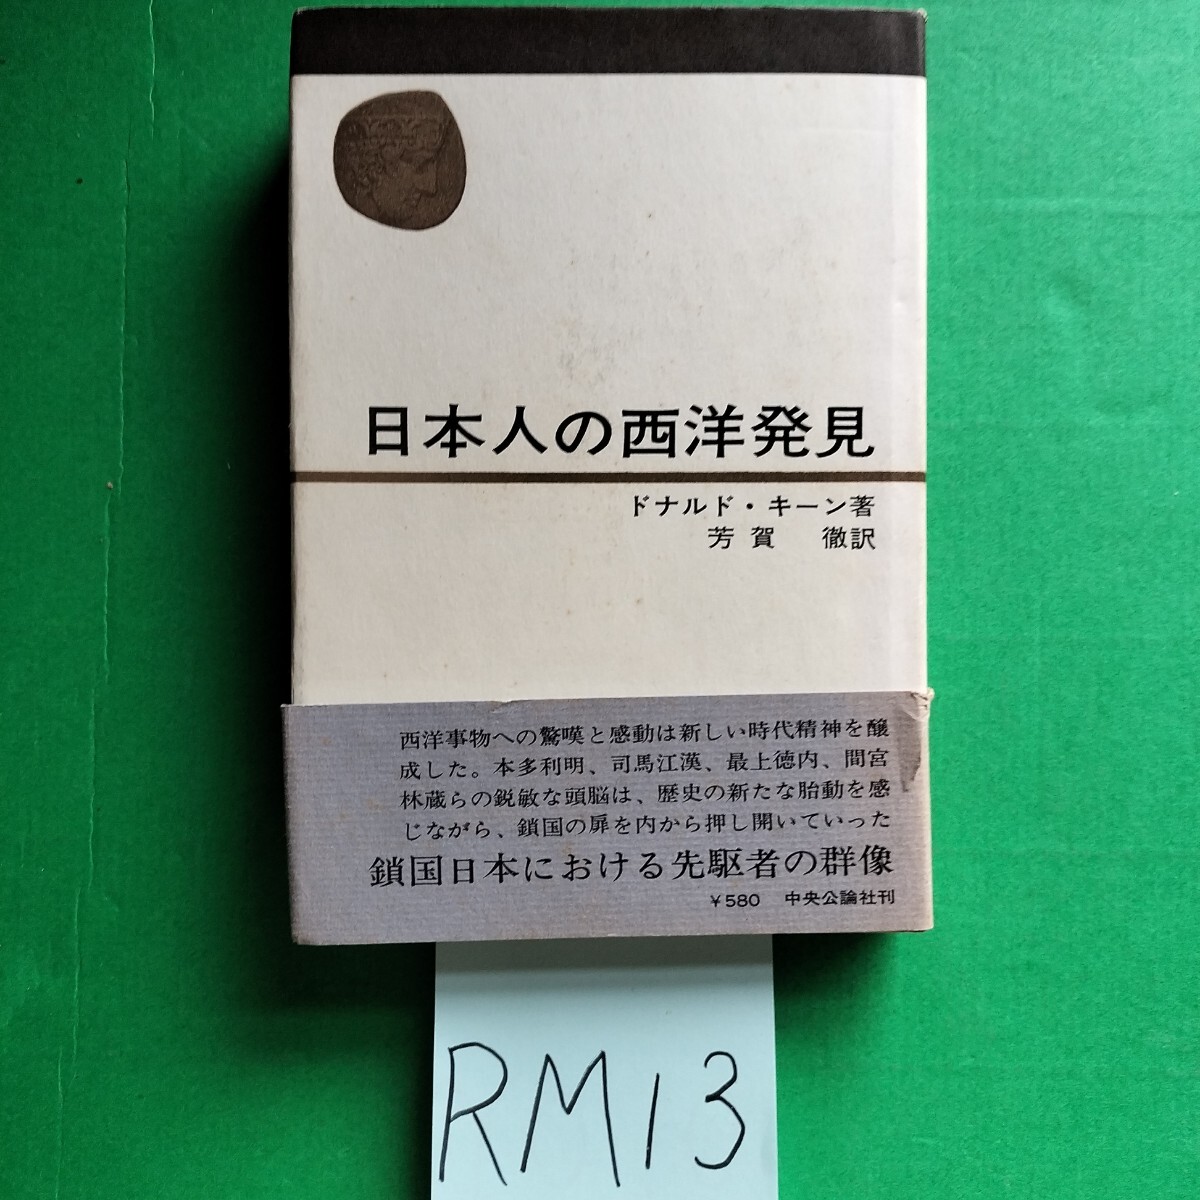 日本人の西洋発見
ドナルド・キーン著
芳賀 徹訳
西洋事物への驚嘆と感動は新しい時代精神を醸
成した。本多利明、司馬江漢、最上徳内、間宮
林蔵らの鋭敏な頭脳は、歴史の新たな胎動を感
じながら、鎖国の扉を内から押し開いていった
鎖国日本における先駆者の群像
￥580 中央公論社刊
RM13